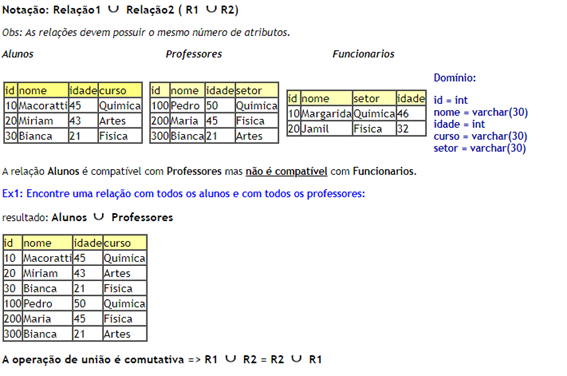 Notação: Relação1 ∪ Relação2 ( R1 ∪ R2)
Obs: As relações devem possuir o mesmo número de atributos.
Alunos Professores Funcionarios
id nome idade curso
10 Macoratti 45 Quimica
20 Miriam 43 Artes
30 Bianca 21 Fisica
id nome idade setor
100 Pedro 50 Quimica
200 Maria 45 Fisica
300 Bianca 21 Artes
id nome setor idade
10 Margarida Quimica 46
20 Jamil Fisica 32
Domínio:
id = int
nome = varchar(30)
idade = int
curso = varchar(30)
setor = varchar(30)
A relação Alunos é compatível com Professores mas não é compatível com Funcionarios.
Ex1: Encontre uma relação com todos os alunos e com todos os professores:
resultado: Alunos ∪ Professores
id nome idade curso
10 Macoratti 45 Quimica
20 Miriam 43 Artes
30 Bianca 21 Fisica
100 Pedro 50 Quimica
200 Maria 45 Fisica
300 Bianca 21 Artes
A operação de união é comutativa => R1 ∪ R2 = R2 ∪ R1